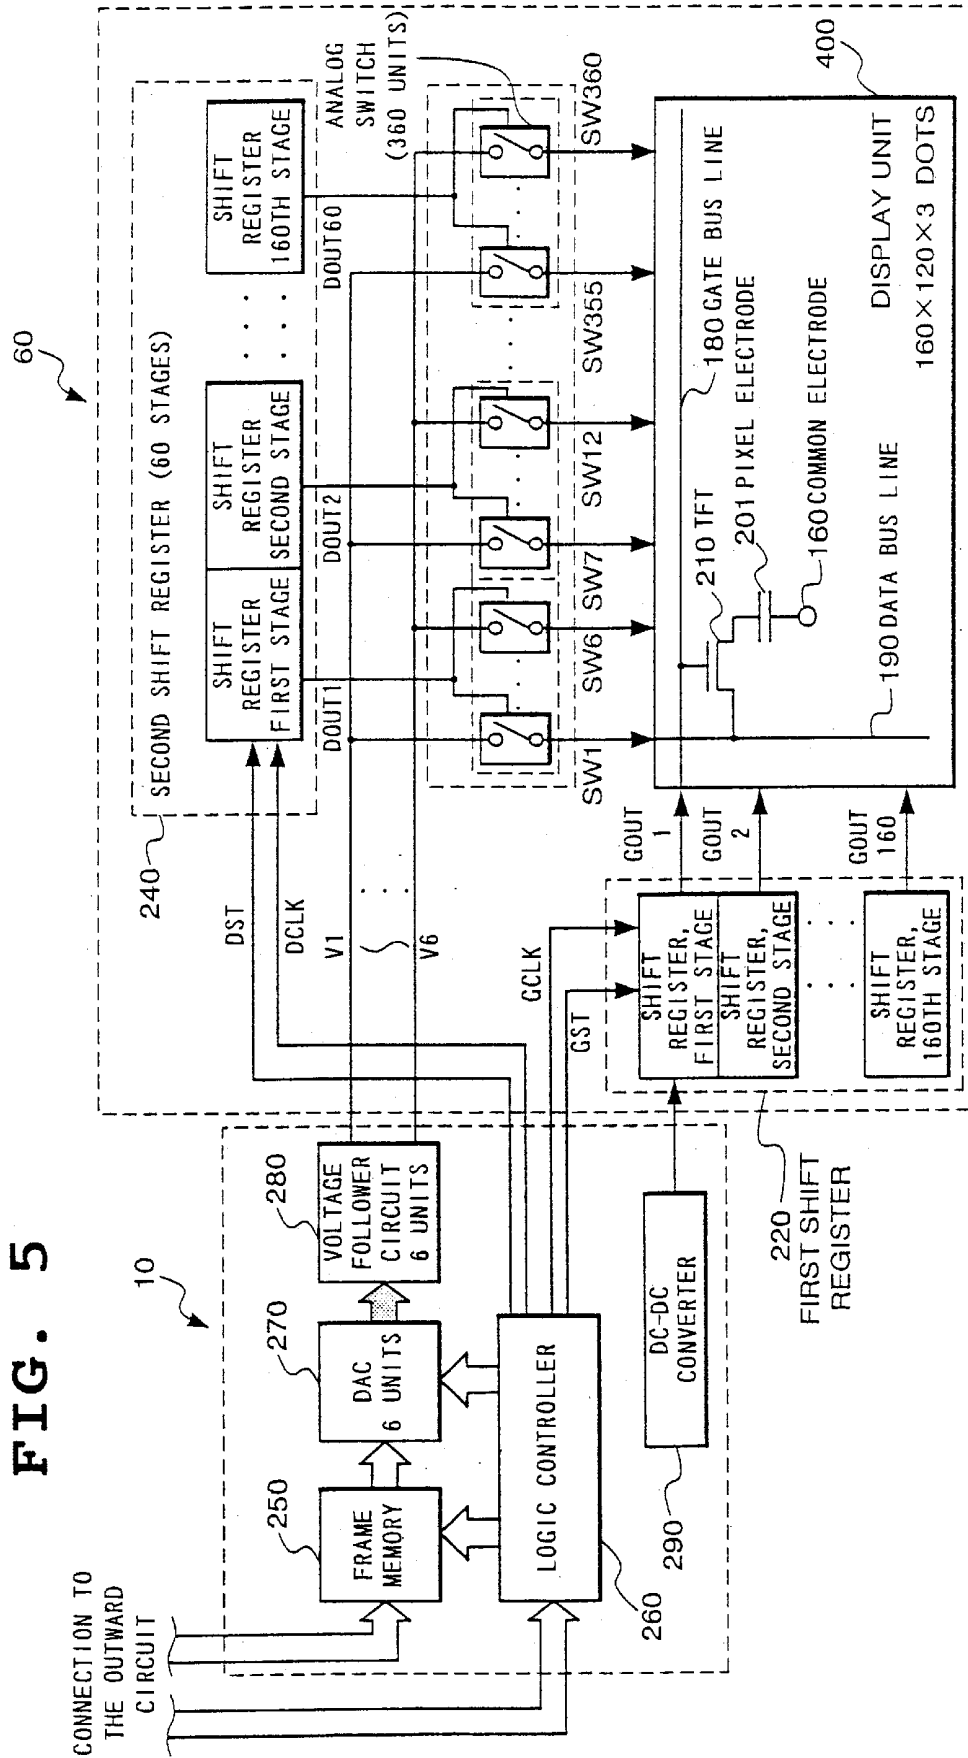 FIG. 5
CONNECTION TO
THE OUTWARD
CIRCUIT
10
250
FRAME
MEMORY
270
DAC
6 UNITS
280
VOLTAGE
FOLLOWER
CIRCUIT
6 UNITS
LOGIC CONTROLLER
260
DC-DC
CONVERTER
290
60
240
SECOND SHIFT REGISTER (60 STAGES)
SHIFT
REGISTER
FIRST STAGE
SHIFT
REGISTER
SECOND STAGE
. . .
. . .
SHIFT
REGISTER
160TH STAGE
DST
DCLK
DOUT1
DOUT2
DOUT60
ANALOG
SWITCH
(360 UNITS)
V1
. . .
V6
. . .
. . .
. . .
. . .
SW1
SW6
SW7
SW12
SW355
SW360
GCLK
GST
SHIFT
REGISTER,
FIRST STAGE
SHIFT
REGISTER,
SECOND STAGE
. . .
. . .
SHIFT
REGISTER,
160TH STAGE
GOUT
1
GOUT
2
GOUT
160
220
FIRST SHIFT
REGISTER
400
180 GATE BUS LINE
210 TFT
201 PIXEL ELECTRODE
160 COMMON ELECTRODE
190 DATA BUS LINE
DISPLAY UNIT
160×120×3 DOTS